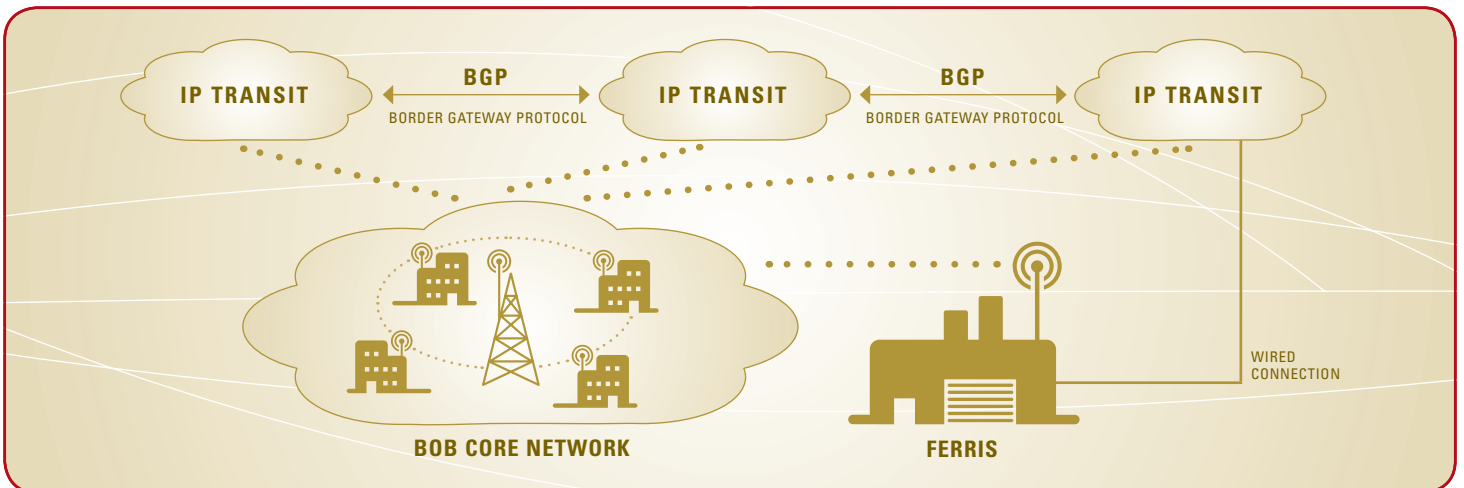 IP TRANSIT
BGP
BORDER GATEWAY PROTOCOL
IP TRANSIT
BGP
BORDER GATEWAY PROTOCOL
IP TRANSIT
WIRED
CONNECTION
BOB CORE NETWORK
FERRIS